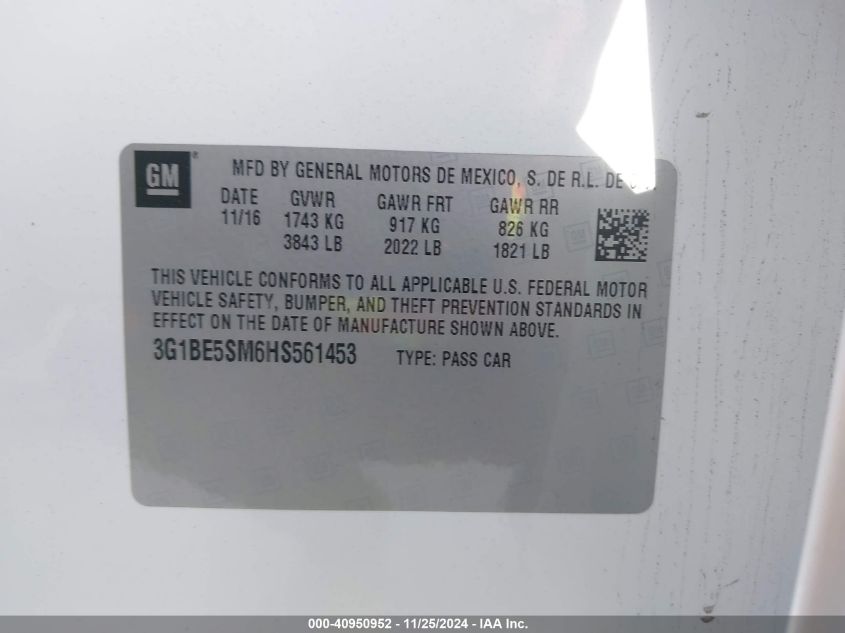 GM ®
MFD BY GENERAL MOTORS DE MEXICO, S. DE R.L. DE
DATE GVWR GAWR FRT GAWR RR
11/16 1743 KG 917 KG 826 KG
3843 LB 2022 LB 1821 LB
THIS VEHICLE CONFORMS TO ALL APPLICABLE U.S. FEDERAL MOTOR
VEHICLE SAFETY, BUMPER, AND THEFT PREVENTION STANDARDS IN
EFFECT ON THE DATE OF MANUFACTURE SHOWN ABOVE.
3G1BE5SM6HS561453 TYPE: PASS CAR
000-40950952 - 11/25/2024 - IAA Inc.